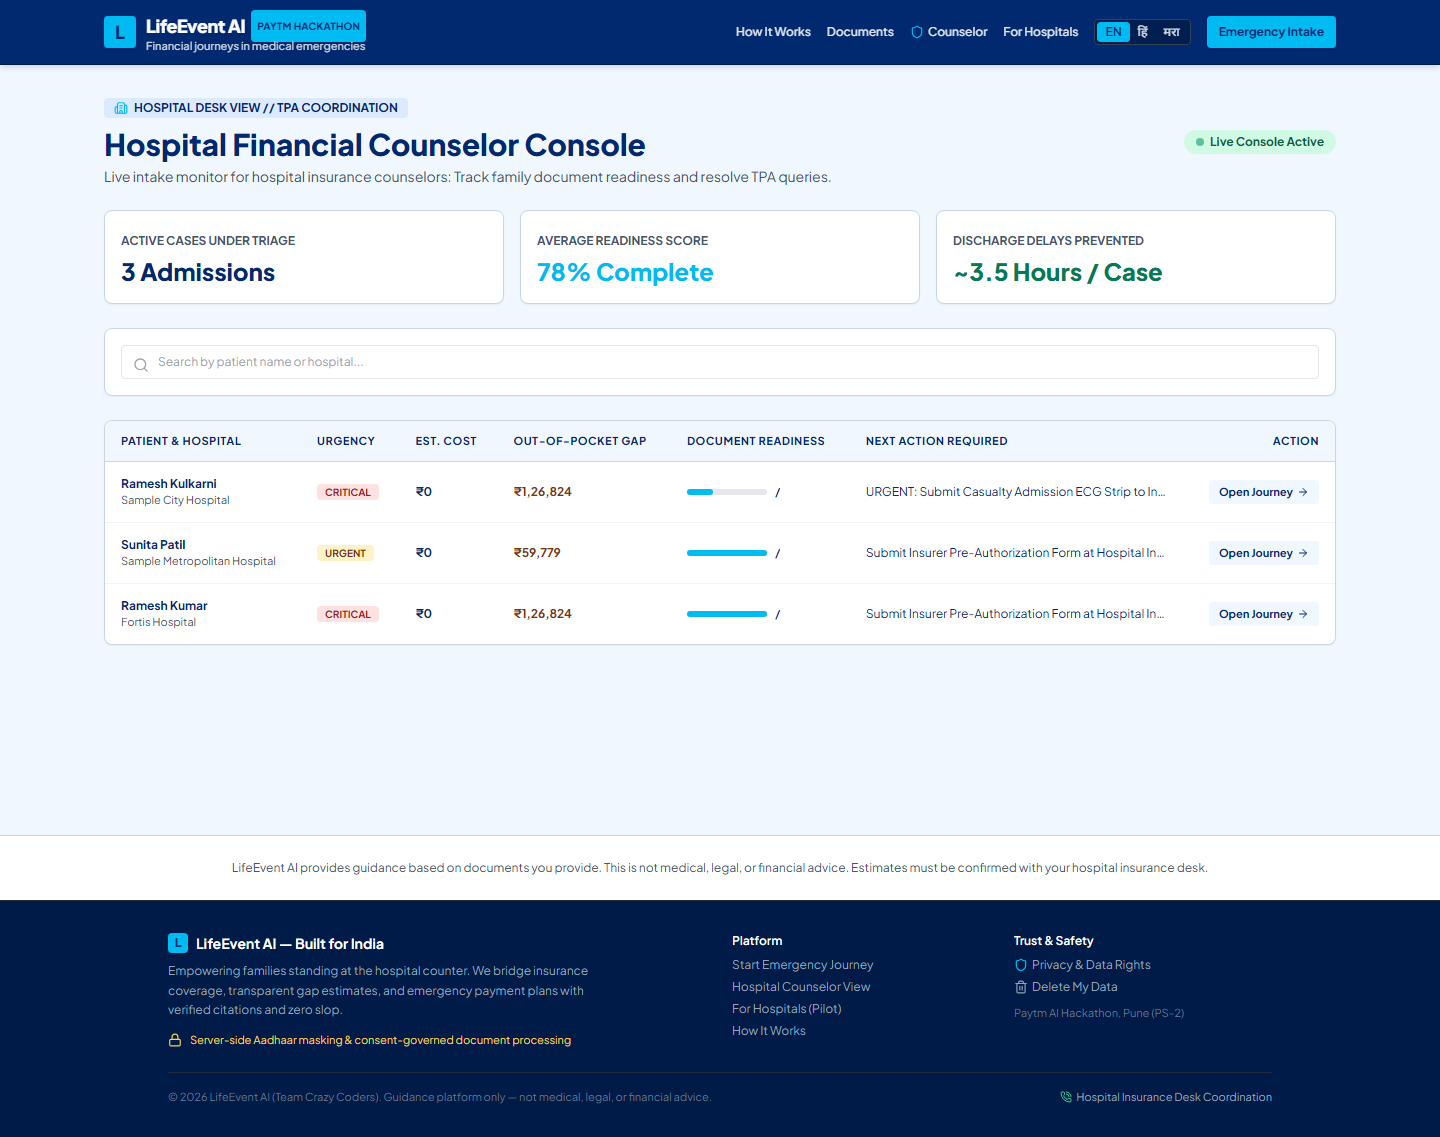 L
LifeEvent AI
PAYTM HACKATHON
Financial journeys in medical emergencies
How It Works
Documents
Counselor
For Hospitals
EN
हिं
मरा
Emergency Intake
HOSPITAL DESK VIEW // TPA COORDINATION
Hospital Financial Counselor Console
Live intake monitor for hospital insurance counselors: Track family document readiness and resolve TPA queries.
Live Console Active
ACTIVE CASES UNDER TRIAGE
3 Admissions
AVERAGE READINESS SCORE
78% Complete
DISCHARGE DELAYS PREVENTED
~3.5 Hours / Case
Search by patient name or hospital...
PATIENT & HOSPITAL URGENCY EST. COST OUT-OF-POCKET GAP DOCUMENT READINESS NEXT ACTION REQUIRED ACTION
Ramesh Kulkarni
Sample City Hospital
CRITICAL ₹0 ₹1,26,824 / URGENT: Submit Casualty Admission ECG Strip to In... Open Journey →
Sunita Patil
Sample Metropolitan Hospital
URGENT ₹0 ₹59,779 / Submit Insurer Pre-Authorization Form at Hospital In... Open Journey →
Ramesh Kumar
Fortis Hospital
CRITICAL ₹0 ₹1,26,824 / Submit Insurer Pre-Authorization Form at Hospital In... Open Journey →
LifeEvent AI provides guidance based on documents you provide. This is not medical, legal, or financial advice. Estimates must be confirmed with your hospital insurance desk.
L
LifeEvent AI — Built for India
Empowering families standing at the hospital counter. We bridge insurance
coverage, transparent gap estimates, and emergency payment plans with
verified citations and zero slop.
Server-side Aadhaar masking & consent-governed document processing
Platform
Start Emergency Journey
Hospital Counselor View
For Hospitals (Pilot)
How It Works
Trust & Safety
Privacy & Data Rights
Delete My Data
Paytm AI Hackathon, Pune (PS-2)
© 2026 LifeEvent AI (Team Crazy Coders). Guidance platform only — not medical, legal, or financial advice.
Hospital Insurance Desk Coordination